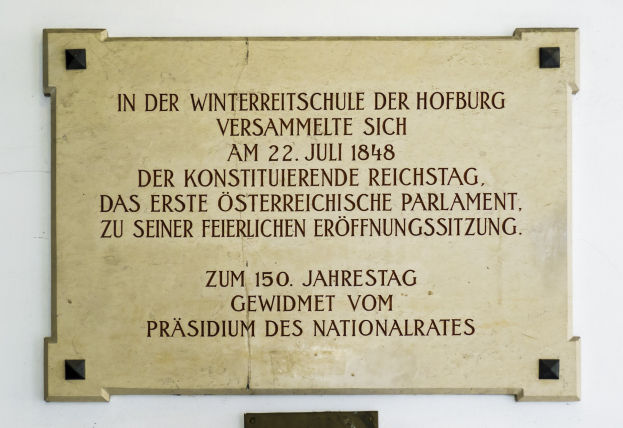 IN DER WINTERREITSCHULE DER HOFBURG
VERSAMMELTE SICH
AM 22. JULI 1848
DER KONSTITUIERENDE REICHSTAG,
DAS ERSTE ÖSTERREICHISCHE PARLAMENT,
ZU SEINER FEIERLICHEN ERÖFFNUNGSSITZUNG.
ZUM 150. JAHRESTAG
GEWIDMET VOM
PRÄSIDIUM DES NATIONALRATES